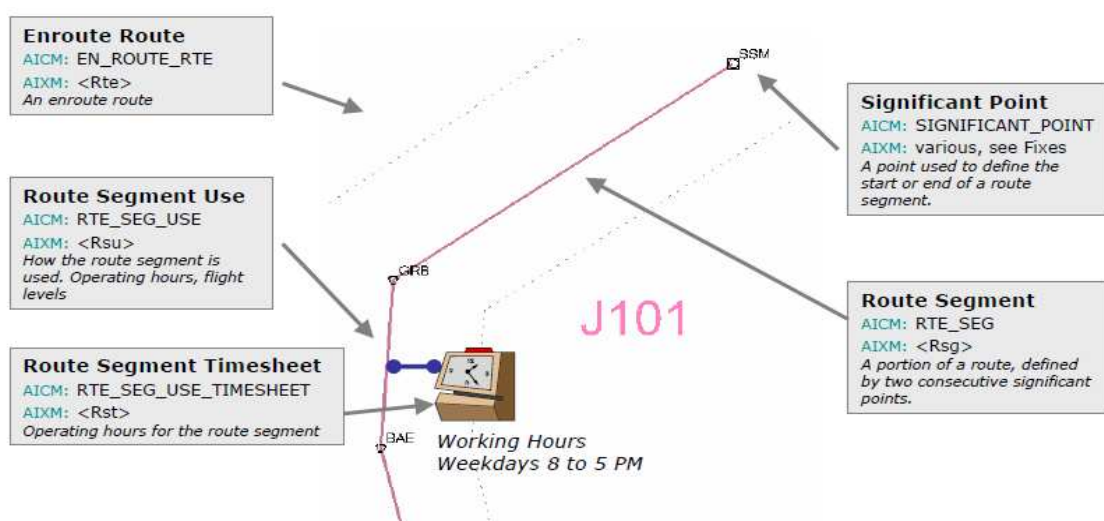 Enroute Route
AICM: EN_ROUTE_RTE
AIXM: <Rte>
An enroute route
SSM
Significant Point
AICM: SIGNIFICANT_POINT
AIXM: various, see Fixes
A point used to define the
start or end of a route
segment.
Route Segment Use
AICM: RTE_SEG_USE
AIXM: <Rsu>
How the route segment is
used. Operating hours, flight
levels
GRB
J101
Route Segment
AICM: RTE_SEG
AIXM: <Rsg>
A portion of a route, defined
by two consecutive significant
points.
Route Segment Timesheet
AICM: RTE_SEG_USE_TIMESHEET
AIXM: <Rst>
Operating hours for the route segment
BAE
Working Hours
Weekdays 8 to 5 PM